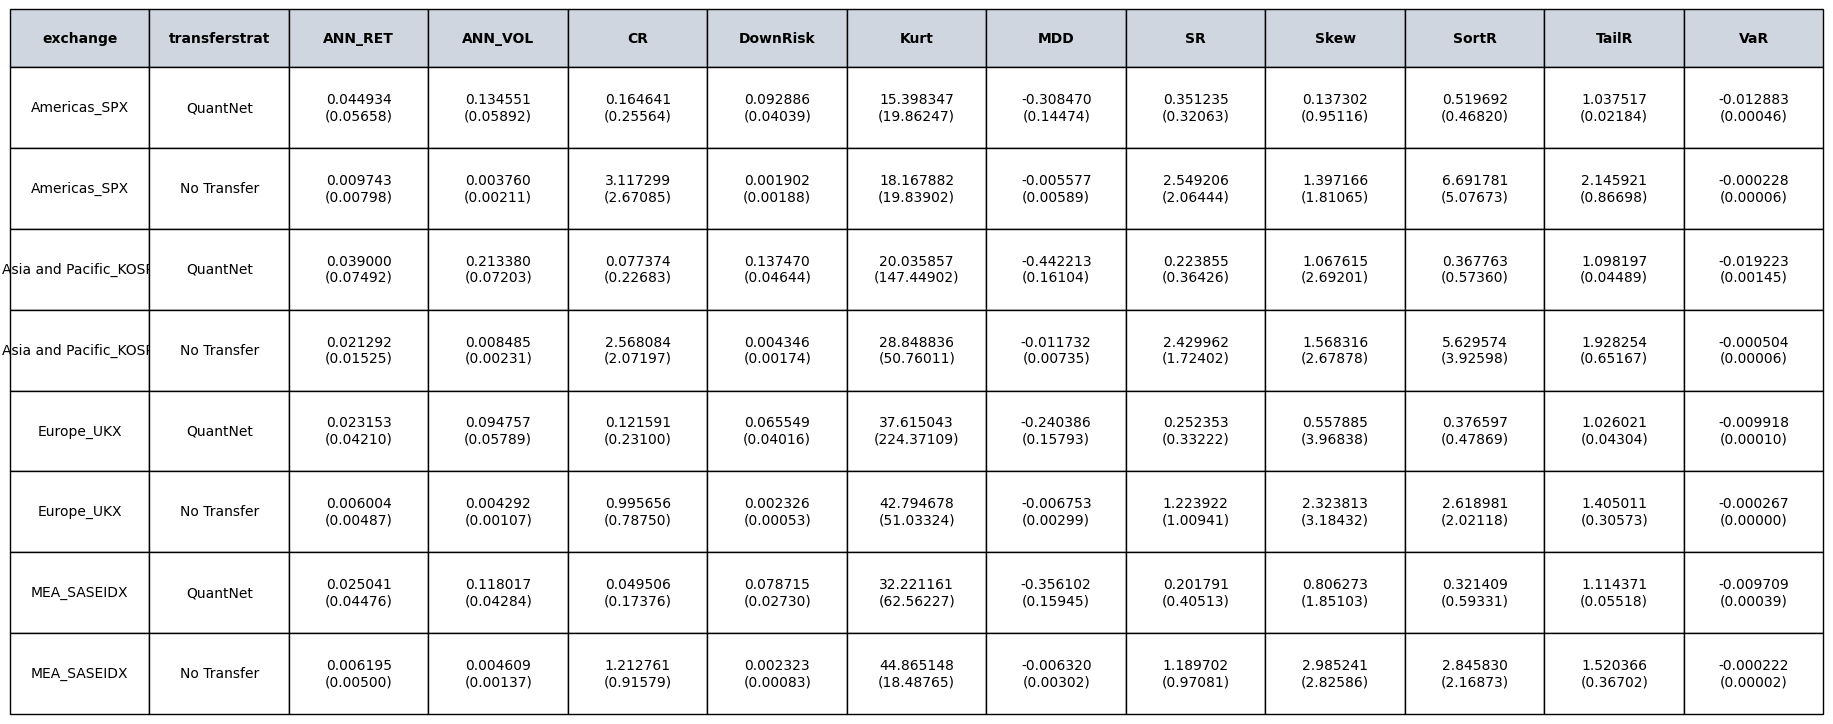 exchange transferstrat ANN_RET ANN_VOL CR DownRisk Kurt MDD SR Skew SortR TailR VaR
Americas_SPX QuantNet 0.044934 0.134551 0.164641 0.092886 15.398347 -0.308470 0.351235 0.137302 0.519692 1.037517 -0.012883
(0.05658) (0.05892) (0.25564) (0.04039) (19.86247) (0.14474) (0.32063) (0.95116) (0.46820) (0.02184) (0.00046)
Americas_SPX No Transfer 0.009743 0.003760 3.117299 0.001902 18.167882 -0.005577 2.549206 1.397166 6.691781 2.145921 -0.000228
(0.00798) (0.00211) (2.67085) (0.00188) (19.83902) (0.00589) (2.06444) (1.81065) (5.07673) (0.86698) (0.00006)
Asia and Pacific_KOSP QuantNet 0.039000 0.213380 0.077374 0.137470 20.035857 -0.442213 0.223855 1.067615 0.367763 1.098197 -0.019223
(0.07492) (0.07203) (0.22683) (0.04644) (147.44902) (0.16104) (0.36426) (2.69201) (0.57360) (0.04489) (0.00145)
Asia and Pacific_KOSP No Transfer 0.021292 0.008485 2.568084 0.004346 28.848836 -0.011732 2.429962 1.568316 5.629574 1.928254 -0.000504
(0.01525) (0.00231) (2.07197) (0.00174) (50.76011) (0.00735) (1.72402) (2.67878) (3.92598) (0.65167) (0.00006)
Europe_UKX QuantNet 0.023153 0.094757 0.121591 0.065549 37.615043 -0.240386 0.252353 0.557885 0.376597 1.026021 -0.009918
(0.04210) (0.05789) (0.23100) (0.04016) (224.37109) (0.15793) (0.33222) (3.96838) (0.47869) (0.04304) (0.00010)
Europe_UKX No Transfer 0.006004 0.004292 0.995656 0.002326 42.794678 -0.006753 1.223922 2.323813 2.618981 1.405011 -0.000267
(0.00487) (0.00107) (0.78750) (0.00053) (51.03324) (0.00299) (1.00941) (3.18432) (2.02118) (0.30573) (0.00000)
MEA_SASEIDX QuantNet 0.025041 0.118017 0.049506 0.078715 32.221161 -0.356102 0.201791 0.806273 0.321409 1.114371 -0.009709
(0.04476) (0.04284) (0.17376) (0.02730) (62.56227) (0.15945) (0.40513) (1.85103) (0.59331) (0.05518) (0.00039)
MEA_SASEIDX No Transfer 0.006195 0.004609 1.212761 0.002323 44.865148 -0.006320 1.189702 2.985241 2.845830 1.520366 -0.000222
(0.00500) (0.00137) (0.91579) (0.00083) (18.48765) (0.00302) (0.97081) (2.82586) (2.16873) (0.36702) (0.00002)